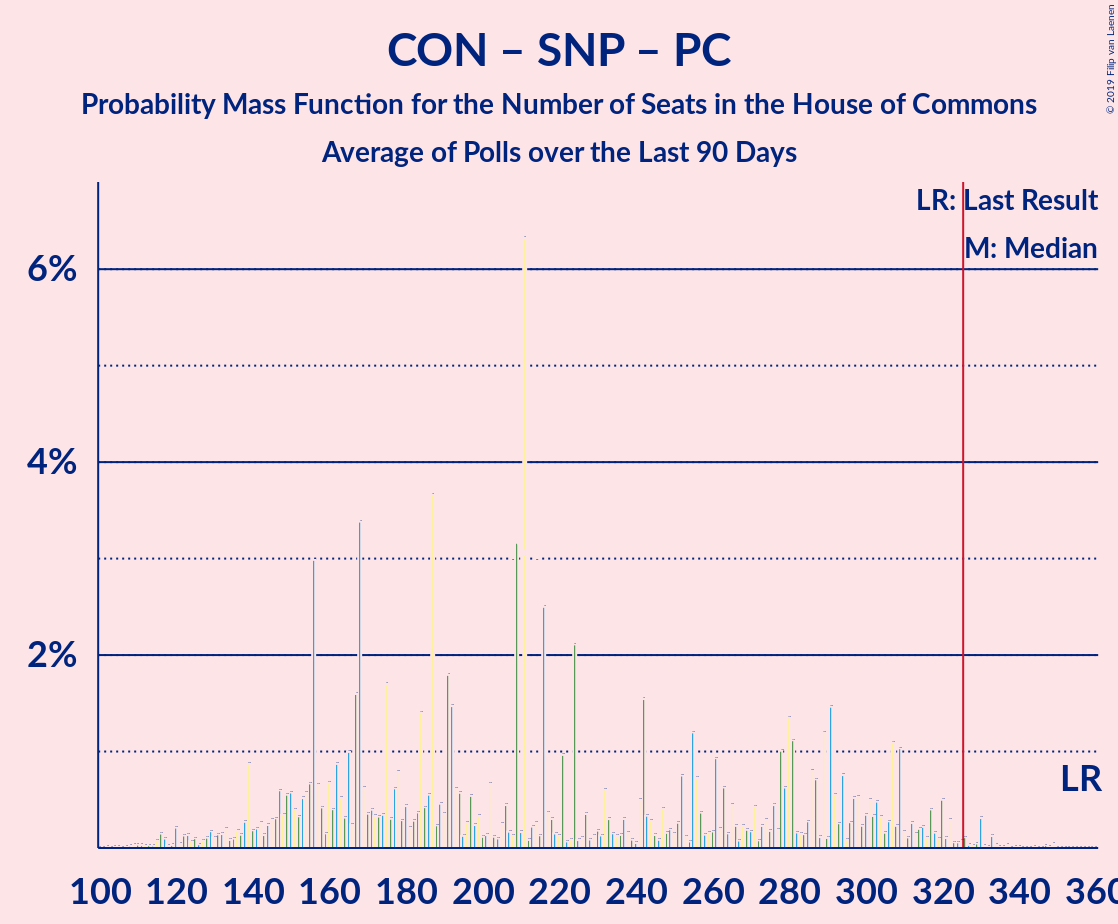 CON – SNP – PC
Probability Mass Function for the Number of Seats in the House of Commons
Average of Polls over the Last 90 Days
© 2019 Filip van Laenen
LR: Last Result
M: Median
6%
4%
2%
LR
100 120 140 160 180 200 220 240 260 280 300 320 340 360